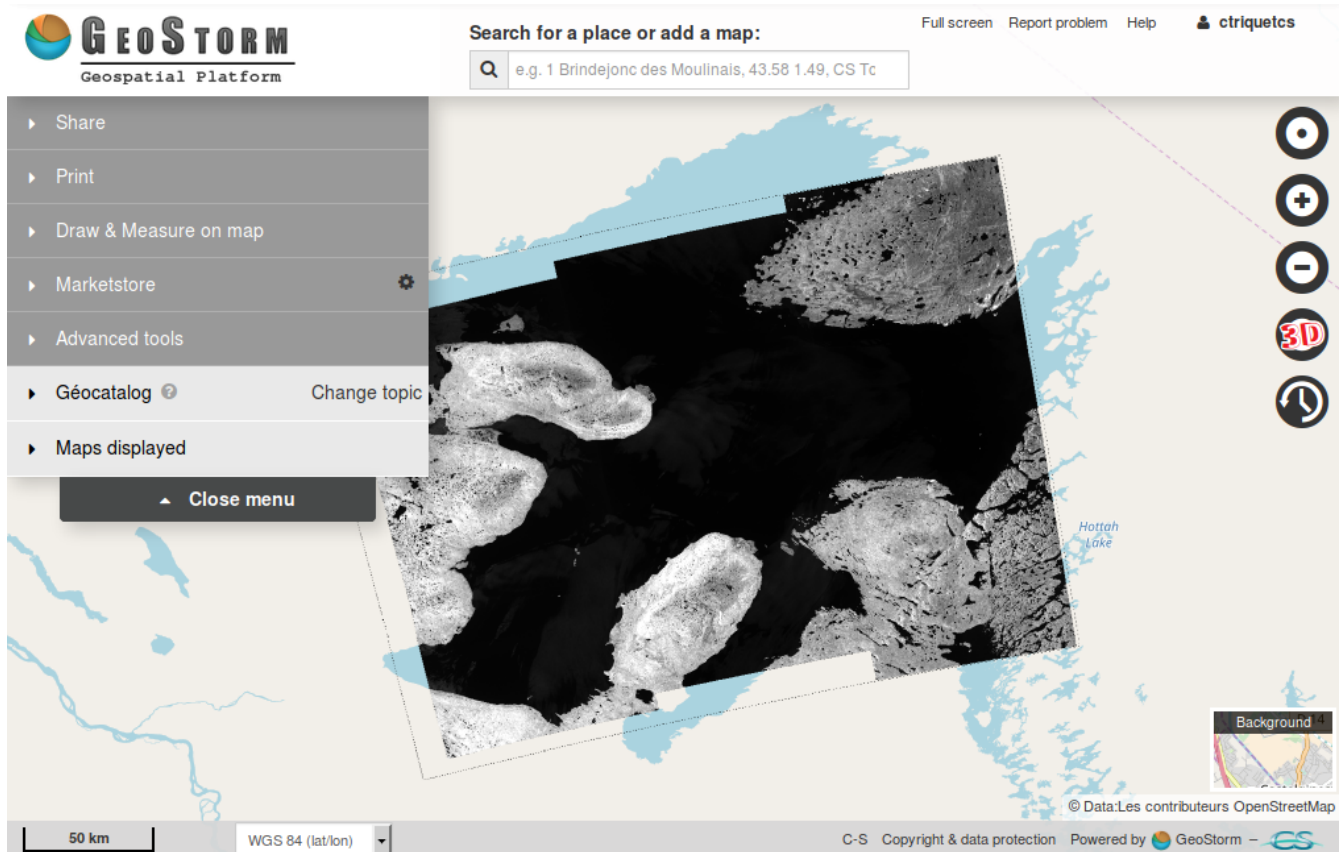 GEOSTORM
Geospatial Platform
Search for a place or add a map:
e.g. 1 Brindejonc des Moulinais, 43.58 1.49, CS Tc
Full screen Report problem Help ctriquetcs
Share
Print
Draw & Measure on map
Marketstore
Advanced tools
Géocatalog ? Change topic
Maps displayed
Close menu
3D
Hottah
Lake
Background
© Data:Les contributeurs OpenStreetMap
50 km
WGS 84 (lat/lon)
C-S Copyright & data protection Powered by GeoStorm – CS